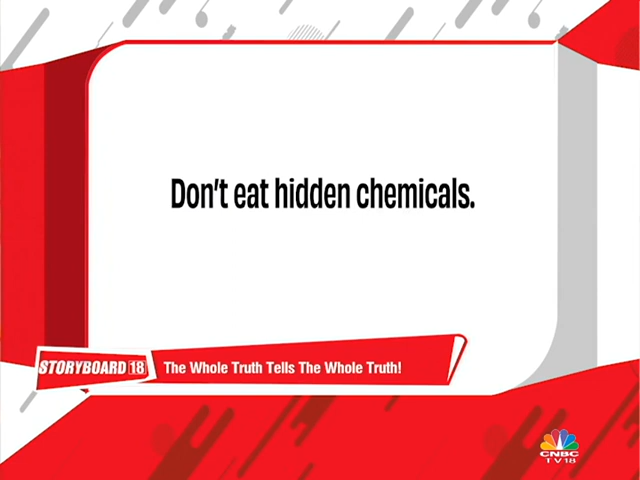 Don't eat hidden chemicals.
STORYBOARD 18
The Whole Truth Tells The Whole Truth!
CNBC
TV18